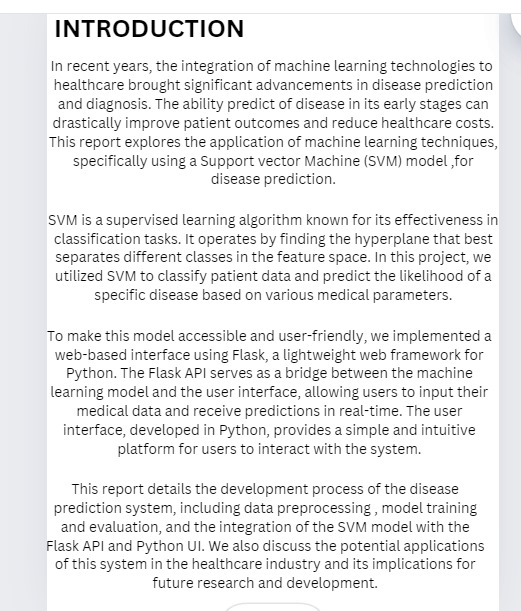 INTRODUCTION
In recent years, the integration of machine learning technologies to
healthcare brought significant advancements in disease prediction
and diagnosis. The ability predict of disease in its early stages can
drastically improve patient outcomes and reduce healthcare costs.
This report explores the application of machine learning techniques,
specifically using a Support vector Machine (SVM) model ,for
disease prediction.
SVM is a supervised learning algorithm known for its effectiveness in
classification tasks. It operates by finding the hyperplane that best
separates different classes in the feature space. In this project, we
utilized SVM to classify patient data and predict the likelihood of a
specific disease based on various medical parameters.
To make this model accessible and user-friendly, we implemented a
web-based interface using Flask, a lightweight web framework for
Python. The Flask API serves as a bridge between the machine
learning model and the user interface, allowing users to input their
medical data and receive predictions in real-time. The user
interface, developed in Python, provides a simple and intuitive
platform for users to interact with the system.
This report details the development process of the disease
prediction system, including data preprocessing , model training
and evaluation, and the integration of the SVM model with the
Flask API and Python UI. We also discuss the potential applications
of this system in the healthcare industry and its implications for
future research and development.